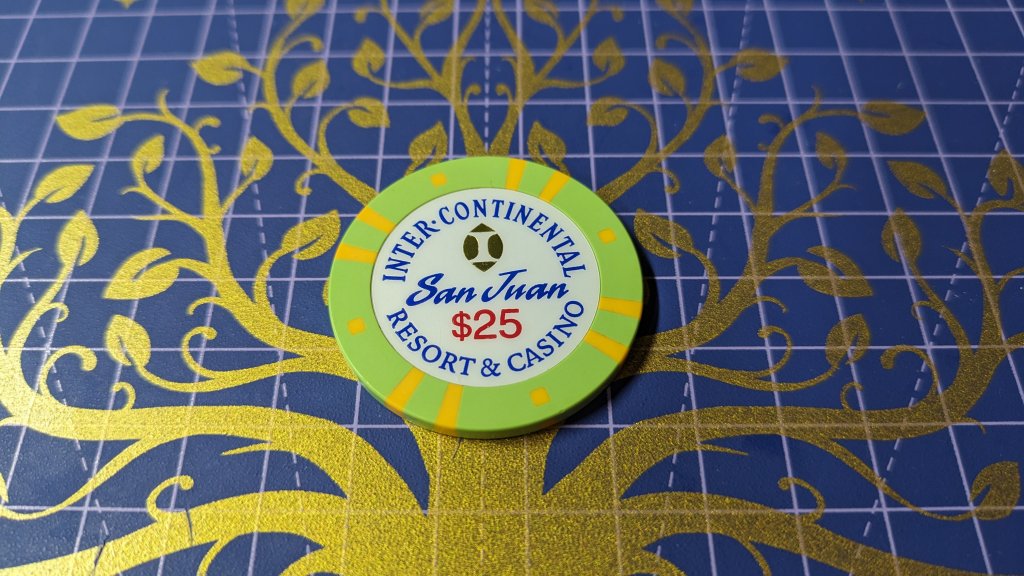 INTER·CONTINENTAL
San Juan
$25
RESORT & CASINO